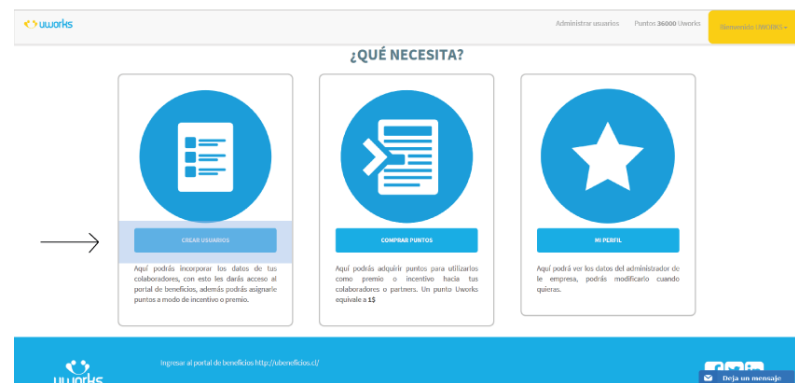 uworks
Administrar usuarios Puntos 36000 Uworks Bienvenido UWORKS
¿QUÉ NECESITA?
CREAR USUARIOS
Aquí podrás incorporar los datos de tus
colaboradores, con esto les darás acceso al
portal de beneficios, además podrás asignarle
puntos a modo de incentivo o premio.
COMPRAR PUNTOS
Aquí podrás adquirir puntos para utilizarlos
como premio o incentivo hacia tus
colaboradores o partners. Un punto Uworks
equivale a 1$
MI PERFIL
Aquí podrá ver los datos del administrador de
le empresa, podrás modificarlo cuando
quieras.
uworks
Ingresar al portal de beneficios http://ubeneficios.cl/
Deja un mensaje